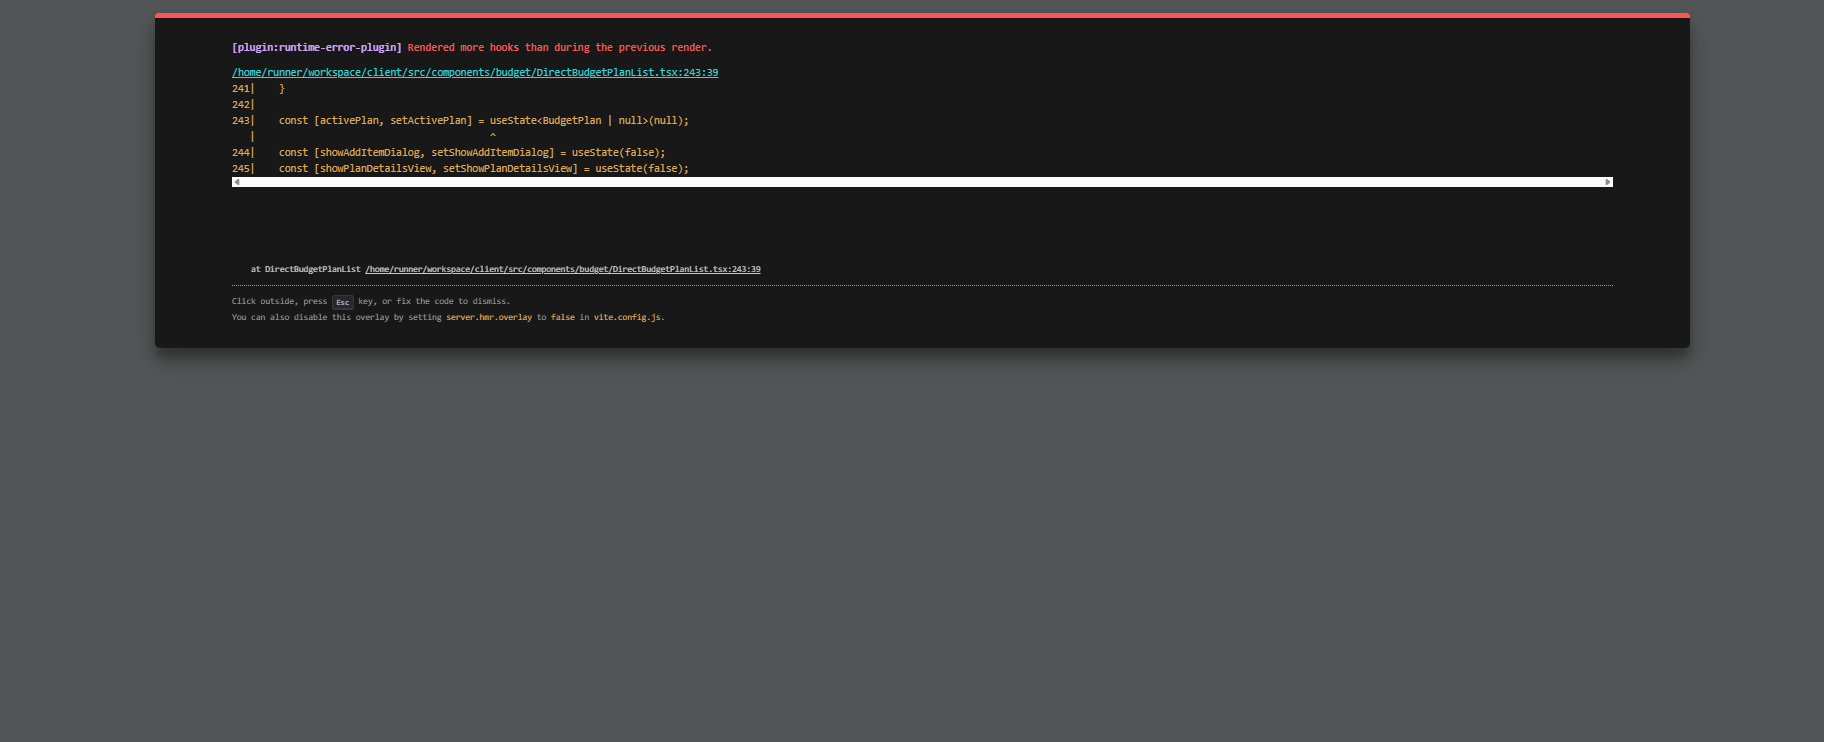 [plugin:runtime-error-plugin] Rendered more hooks than during the previous render.
/home/runner/workspace/client/src/components/budget/DirectBudgetPlanList.tsx:243:39
241|    }
242|
243|    const [activePlan, setActivePlan] = useState<BudgetPlan | null>(null);
   |                                        ^
244|    const [showAddItemDialog, setShowAddItemDialog] = useState(false);
245|    const [showPlanDetailsView, setShowPlanDetailsView] = useState(false);
at DirectBudgetPlanList /home/runner/workspace/client/src/components/budget/DirectBudgetPlanList.tsx:243:39
Click outside, press Esc key, or fix the code to dismiss.
You can also disable this overlay by setting server.hmr.overlay to false in vite.config.js.